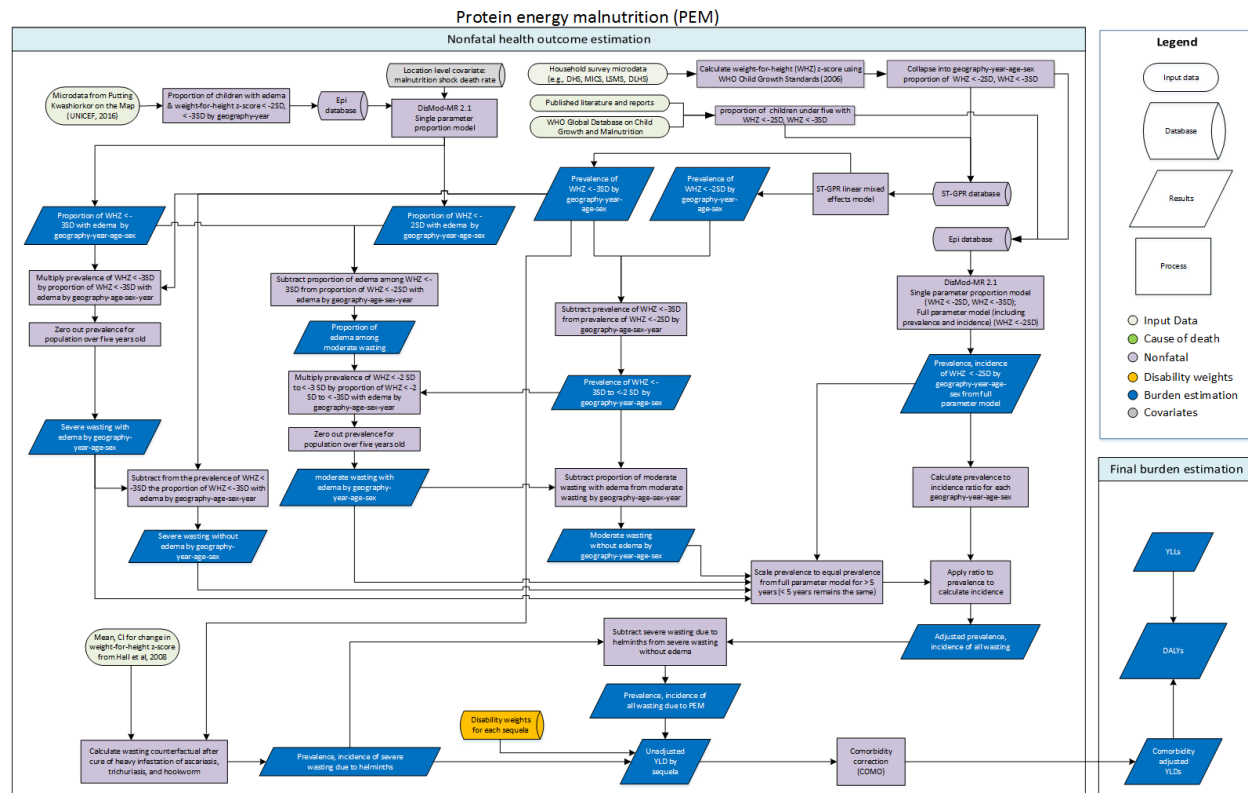 Protein energy malnutrition (PEM)
Nonfatal health outcome estimation
Legend
Input data
Database
Results
Process
Input Data
Cause of death
Nonfatal
Disability weights
Burden estimation
Covariates
Microdata from Putting
Kwashiorkor on the Map
(UNICEF, 2016)
Proportion of children with edema
& weight-for-height z-score < -2SD,
< -3SD by geography-year
Epi
database
Location level covariate:
malnutrition shock death rate
DisMod-MR 2.1
Single parameter
proportion model
Household survey microdata
(e.g., DHS, MICS, LSMS, DLHS)
Calculate weight-for-height (WHZ) z-score using
WHO Child Growth Standards (2006)
Collapse into geography-year-age-sex
proportion of WHZ < -2SD, WHZ < -3SD
Published literature and reports
WHO Global Database on Child
Growth and Malnutrition
proportion of children under five with
WHZ < -2SD, WHZ < -3SD
Proportion of WHZ < -
3SD with edema by
geography-year-age-sex
Proportion of WHZ < -
2SD with edema by
geography-year-age-sex
Prevalence of
WHZ < -3SD by
geography-year-
age-sex
Prevalence of
WHZ < -2SD by
geography-year-
age-sex
ST-GPR linear mixed
effects model
ST-GPR database
Epi database
Multiply prevalence of WHZ < -3SD
by proportion of WHZ < -3SD with
edema by geography-age-sex-year
Subtract proportion of edema among WHZ < -
3SD from proportion of WHZ < -2SD with
edema by geography-age-sex-year
Subtract prevalence of WHZ < -3SD
from prevalence of WHZ < -2SD by
geography-age-sex-year
DisMod-MR 2.1
Single parameter proportion model
(WHZ < -2SD, WHZ < -3SD);
Full parameter model (including
prevalence and incidence) (WHZ < -2SD)
Zero out prevalence for
population over five years old
Proportion of
edema among
moderate wasting
Multiply prevalence of WHZ < -2 SD
to < -3 SD by proportion of WHZ < -2
SD to < -3SD with edema by
geography-age-sex-year
Prevalence of WHZ < -
3SD to < -2 SD by
geography-year-age-sex
Prevalence, incidence
of WHZ < -2SD by
geography-year-age-
sex from full
parameter model
Zero out prevalence for
population over five years old
Severe wasting with
edema by geography-
year-age-sex
Subtract from the prevalence of WHZ <
-3SD the proportion of WHZ < -3SD with
edema by geography-age-sex-year
moderate wasting with
edema by geography-
year-age-sex
Subtract proportion of moderate
wasting with edema from moderate
wasting by geography-age-sex-year
Calculate prevalence to
incidence ratio for each
geography-year-age-sex
Severe wasting without
edema by geography-
year-age-sex
Moderate wasting
without edema by
geography-year-age-sex
Scale prevalence to equal prevalence
from full parameter model for > 5
years (< 5 years remains the same)
Apply ratio to
prevalence to
calculate incidence
Mean, CI for change in
weight-for-height z-score
from Hall et al, 2008
Subtract severe wasting due to
helminths from severe wasting
without edema
Adjusted prevalence,
incidence of all wasting
Prevalence, incidence of
all wasting due to PEM
Disability weights
for each sequela
Calculate wasting counterfactual after
cure of heavy infestation of ascariasis,
trichuriasis, and hookworm
Prevalence, incidence of severe
wasting due to helminths
Unadjusted
YLD by
sequela
Comorbidity
correction
(COMO)
Final burden estimation
YLLs
DALYs
Comorbidity
adjusted
YLDs